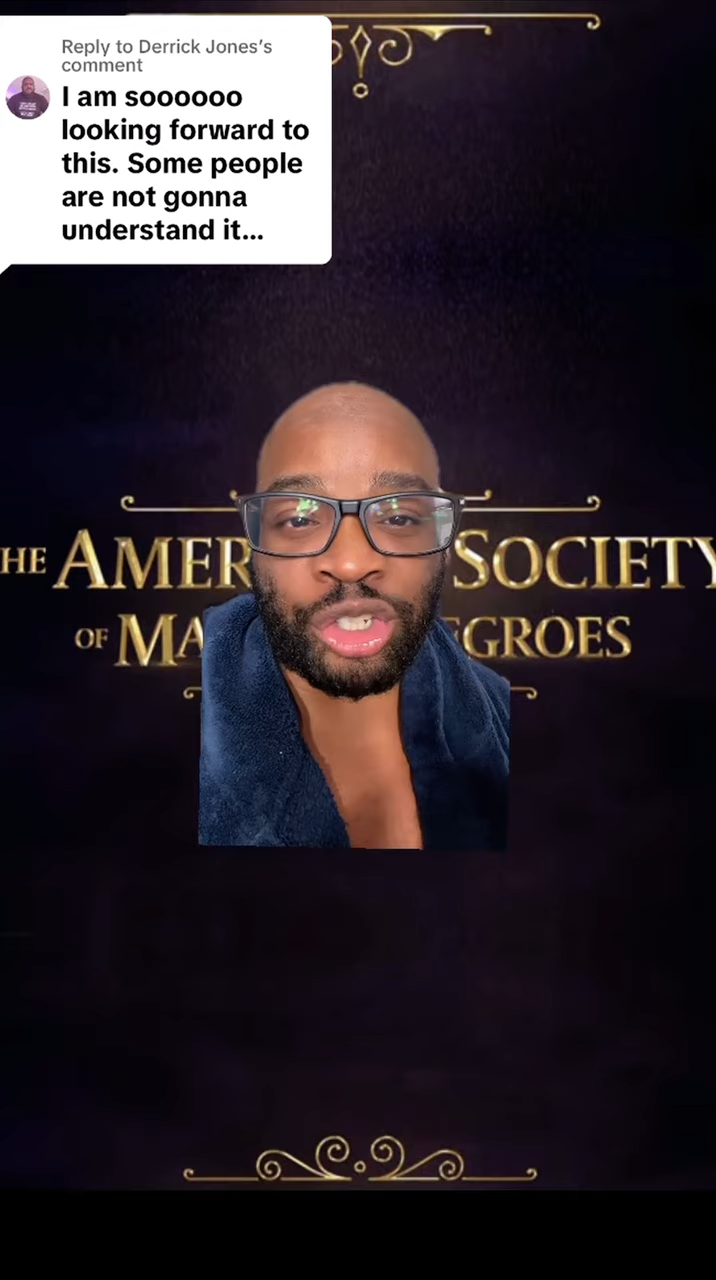 Reply to Derrick Jones's
comment
I am soooooo
looking forward to
this. Some people
are not gonna
understand it...
HE AMER SOCIETY
OF MA EGROES